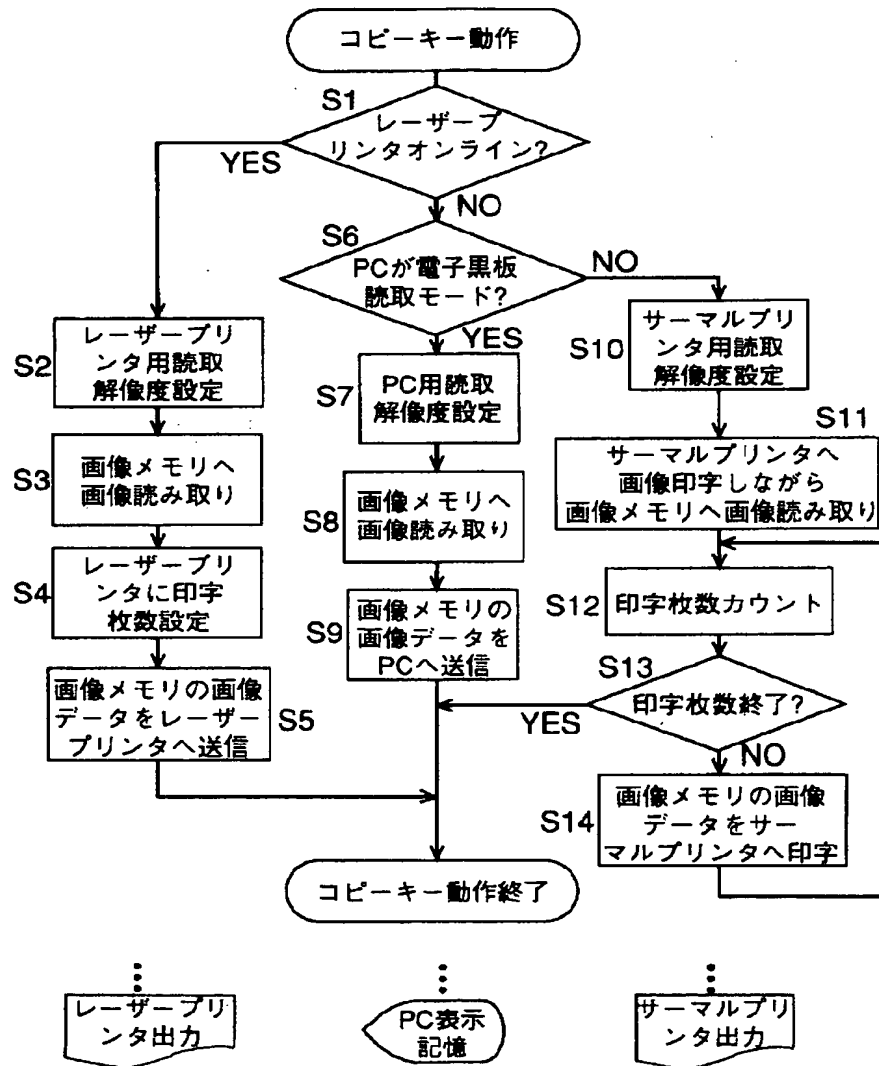 コピーキー動作
S1
レーザープ
リンタオンライン?
YES
NO
S6
PCが電子黒板
読取モード?
NO
YES
S2
レーザープリ
ンタ用読取
解像度設定
S7
PC用読取
解像度設定
S10
サーマルプリ
ンタ用読取
解像度設定
S3
画像メモリへ
画像読み取り
S8
画像メモリへ
画像読み取り
S11
サーマルプリンタへ
画像印字しながら
画像メモリへ画像読み取り
S4
レーザープリ
ンタに印字
枚数設定
S9
画像メモリの
画像データを
PCへ送信
S12
印字枚数カウント
S5
画像メモリの画像
データをレーザー
プリンタへ送信
S13
印字枚数終了?
YES
NO
S14
画像メモリの画像
データをサー
マルプリンタへ印字
コピーキー動作終了
レーザープリ
ンタ出力
PC表示
記憶
サーマルプリ
ンタ出力